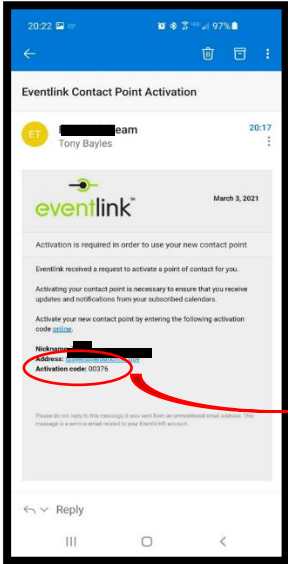 20:22 97%
Eventlink Contact Point Activation
ET eam 20:17
Tony Bayles
eventlink™ March 3, 2021
Activation is required in order to use your new contact point
Eventlink received a request to activate a point of contact for you.
Activating your contact point is necessary to ensure that you receive
updates and notifications from your subscribed calendars.
Activate your new contact point by entering the following activation
code online.
Nickname:
Address:
Activation code: 00376
Please do not reply to this message; it was sent from an unmonitored email address. This
message is a service email related to your Eventlink® account.
Reply